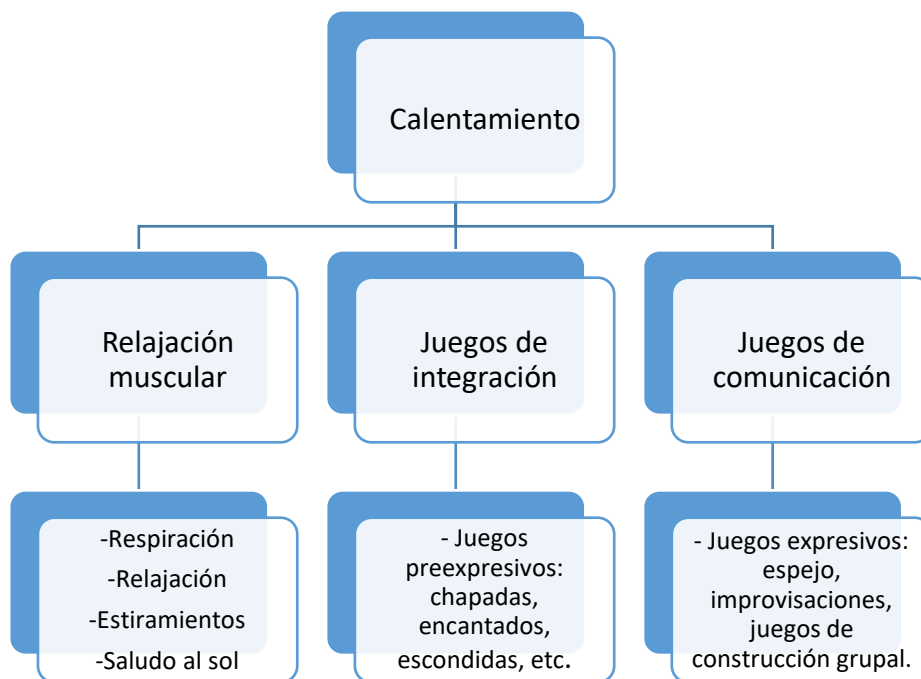 Calentamiento
Relajación
muscular
Juegos de
integración
Juegos de
comunicación
-Respiración
-Relajación
-Estiramientos
-Saludo al sol
- Juegos
preexpresivos:
chapadas,
encantados,
escondidas, etc.
- Juegos expresivos:
espejo,
improvisaciones,
juegos de
construcción grupal.